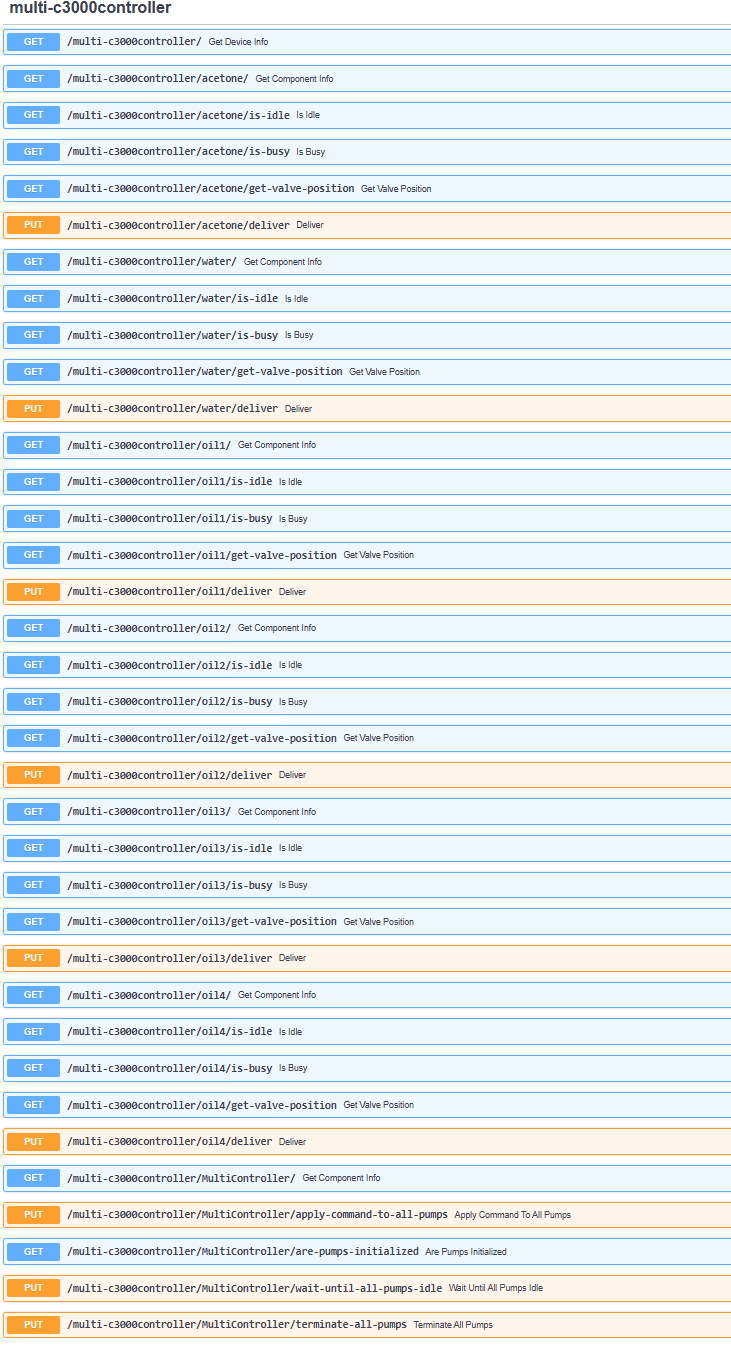 multi-c3000controller
GET /multi-c3000controller/ Get Device Info
GET /multi-c3000controller/acetone/ Get Component Info
GET /multi-c3000controller/acetone/is-idle Is Idle
GET /multi-c3000controller/acetone/is-busy Is Busy
GET /multi-c3000controller/acetone/get-valve-position Get Valve Position
PUT /multi-c3000controller/acetone/deliver Deliver
GET /multi-c3000controller/water/ Get Component Info
GET /multi-c3000controller/water/is-idle Is Idle
GET /multi-c3000controller/water/is-busy Is Busy
GET /multi-c3000controller/water/get-valve-position Get Valve Position
PUT /multi-c3000controller/water/deliver Deliver
GET /multi-c3000controller/oil1/ Get Component Info
GET /multi-c3000controller/oil1/is-idle Is Idle
GET /multi-c3000controller/oil1/is-busy Is Busy
GET /multi-c3000controller/oil1/get-valve-position Get Valve Position
PUT /multi-c3000controller/oil1/deliver Deliver
GET /multi-c3000controller/oil2/ Get Component Info
GET /multi-c3000controller/oil2/is-idle Is Idle
GET /multi-c3000controller/oil2/is-busy Is Busy
GET /multi-c3000controller/oil2/get-valve-position Get Valve Position
PUT /multi-c3000controller/oil2/deliver Deliver
GET /multi-c3000controller/oil3/ Get Component Info
GET /multi-c3000controller/oil3/is-idle Is Idle
GET /multi-c3000controller/oil3/is-busy Is Busy
GET /multi-c3000controller/oil3/get-valve-position Get Valve Position
PUT /multi-c3000controller/oil3/deliver Deliver
GET /multi-c3000controller/oil4/ Get Component Info
GET /multi-c3000controller/oil4/is-idle Is Idle
GET /multi-c3000controller/oil4/is-busy Is Busy
GET /multi-c3000controller/oil4/get-valve-position Get Valve Position
PUT /multi-c3000controller/oil4/deliver Deliver
GET /multi-c3000controller/MultiController/ Get Component Info
PUT /multi-c3000controller/MultiController/apply-command-to-all-pumps Apply Command To All Pumps
GET /multi-c3000controller/MultiController/are-pumps-initialized Are Pumps Initialized
PUT /multi-c3000controller/MultiController/wait-until-all-pumps-idle Wait Until All Pumps Idle
PUT /multi-c3000controller/MultiController/terminate-all-pumps Terminate All Pumps